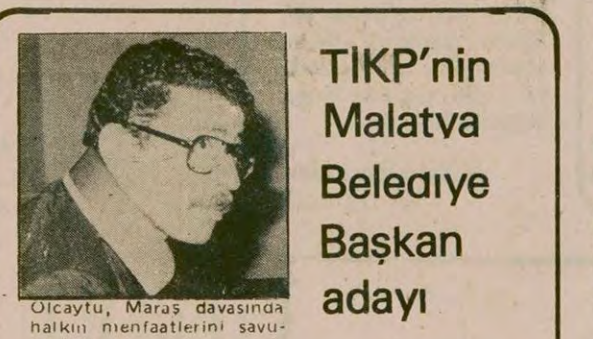 TİKP'nin
Malatya
Belediye
Başkan
adayı
Olcaytu, Maraş davasında
halkın menfaatlerini savu-